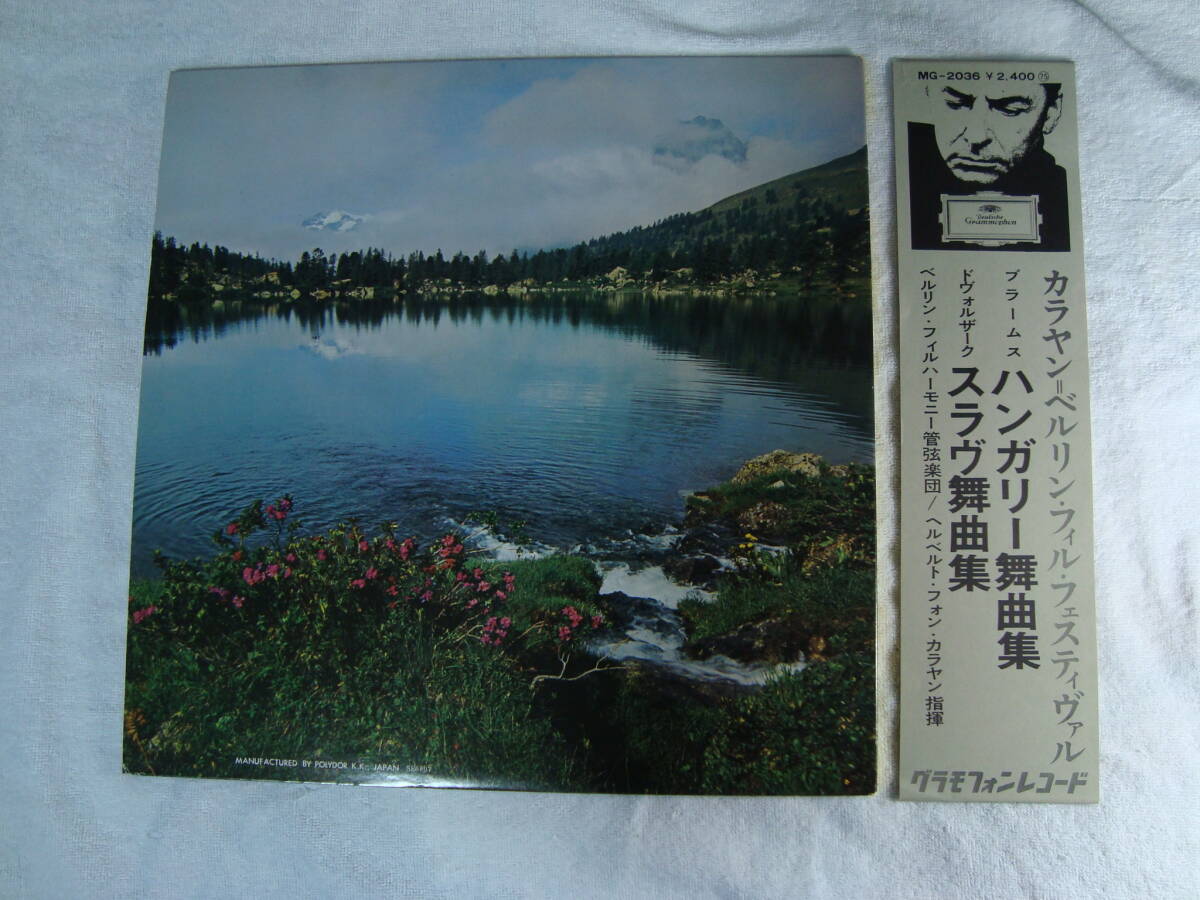 MG-2036 ¥2,400 ㊆
Deutsche
Grammophon
カラヤン=ベルリン・フィル・フェスティヴァル
ブラームス ハンガリー舞曲集
ドヴォルザーク スラヴ舞曲集
ベルリン・フィルハーモニー管弦楽団/ヘルベルト・フォン・カラヤン指揮
グラモフォンレコード
MANUFACTURED BY POLYDOR K.K., JAPAN